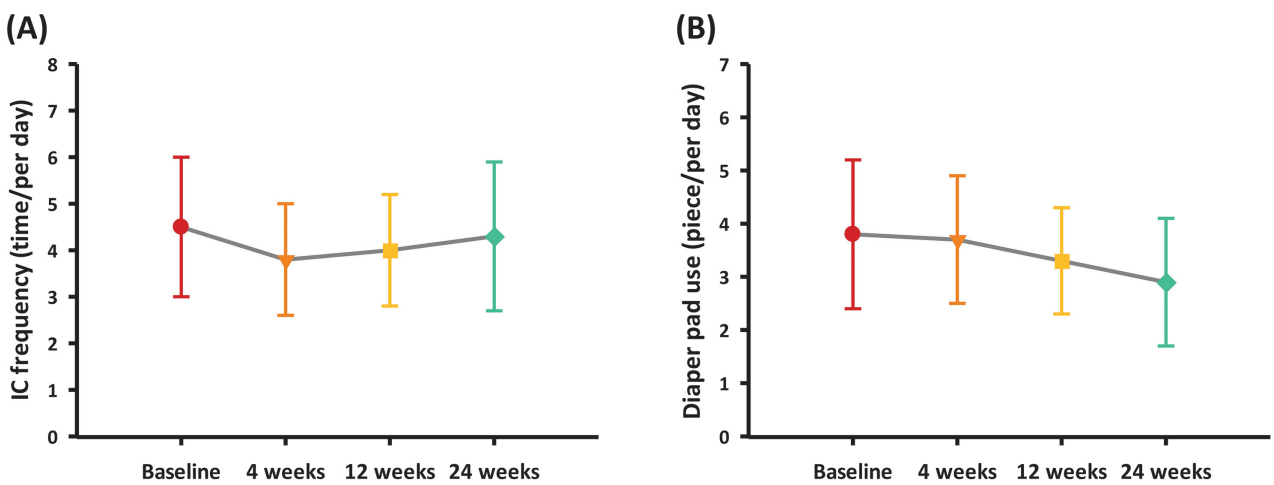 (A)
IC frequency (time/per day)
8
7
6
5
4
3
2
1
0
Baseline 4 weeks 12 weeks 24 weeks
(B)
Diaper pad use (piece/per day)
7
6
5
4
3
2
1
0
Baseline 4 weeks 12 weeks 24 weeks